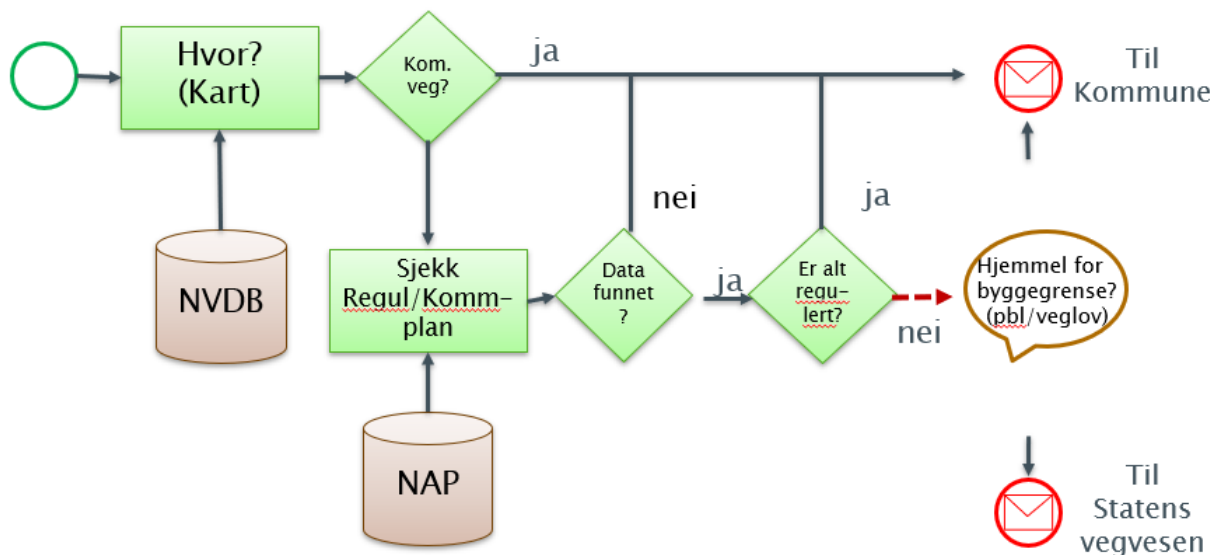 Hvor?
(Kart)
Kom.
veg?
ja
Til
Kommune
NVDB
Sjekk
Regul/Komm-
plan
Data
funnet
?
nei
ja
Er alt
regu-
lert?
ja
nei
Hjemmel for
byggegrense?
(pbl/veglov)
NAP
Til
Statens
vegvesen